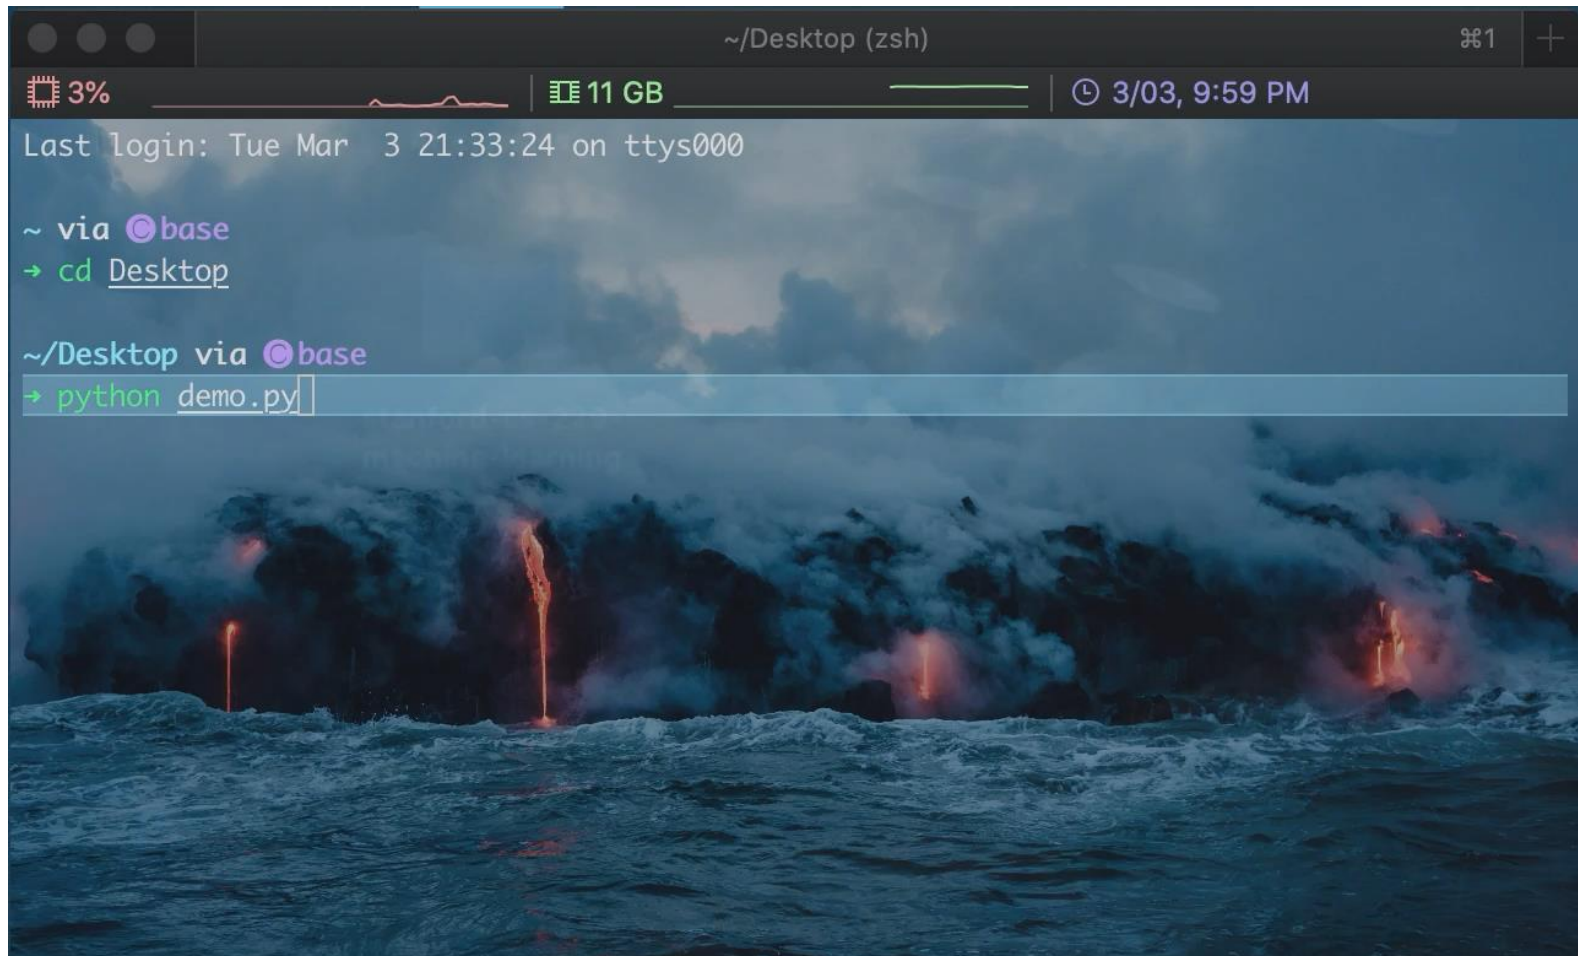 ~/Desktop (zsh)
⌘1
3%
11 GB
3/03, 9:59 PM
Last login: Tue Mar  3 21:33:24 on ttys000
~ via ©base
➜ cd Desktop
~/Desktop via ©base
➜ python demo.py